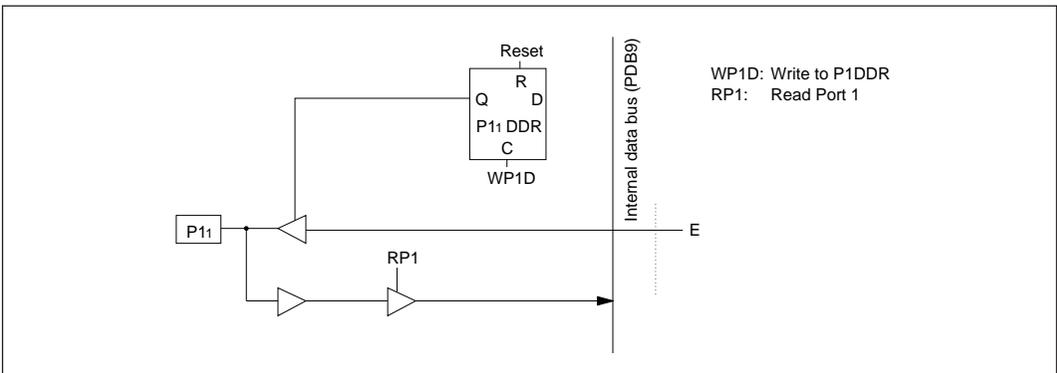 Reset
R
Q D
P11 DDR
C
WP1D
Internal data bus (PDB9)
WP1D: Write to P1DDR
RP1: Read Port 1
P11
E
RP1